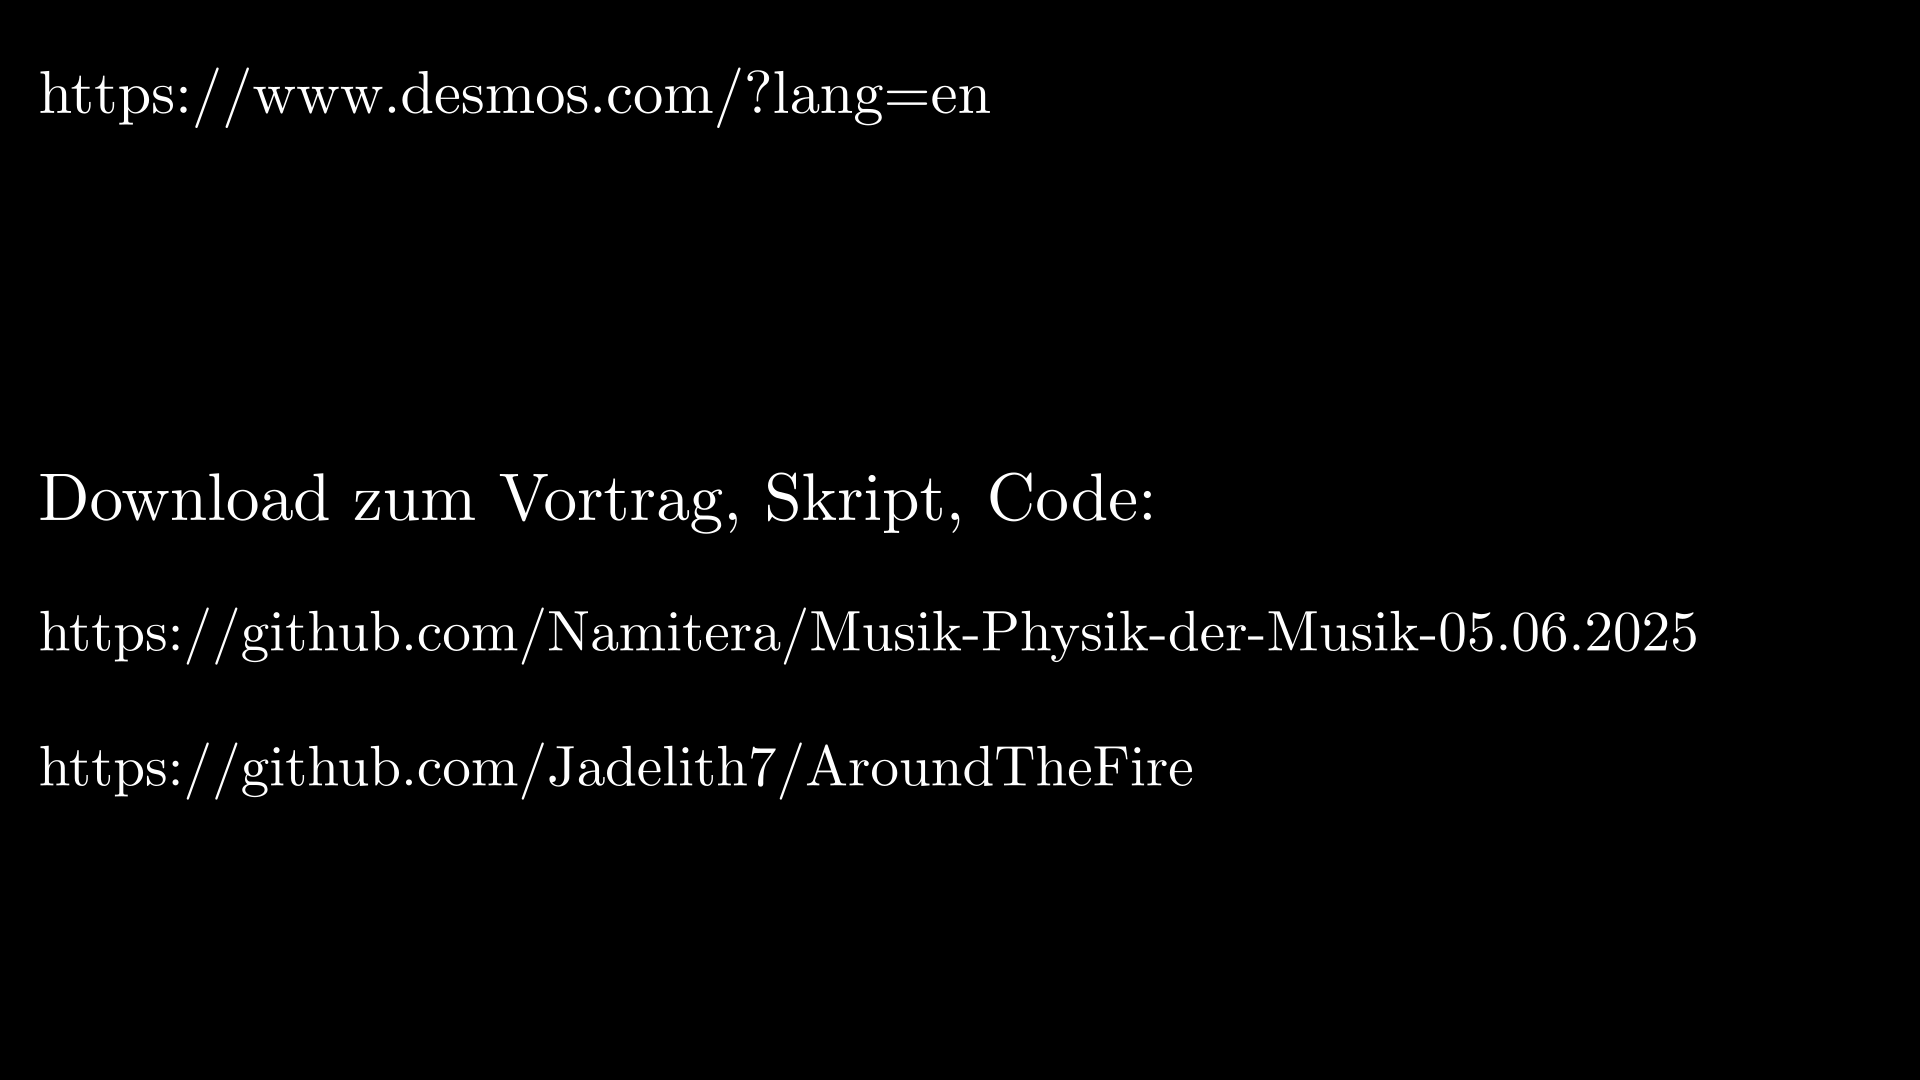 https://www.desmos.com/?lang=en
Download zum Vortrag, Skript, Code:
https://github.com/Namitera/Musik-Physik-der-Musik-05.06.2025
https://github.com/Jadelith7/AroundTheFire